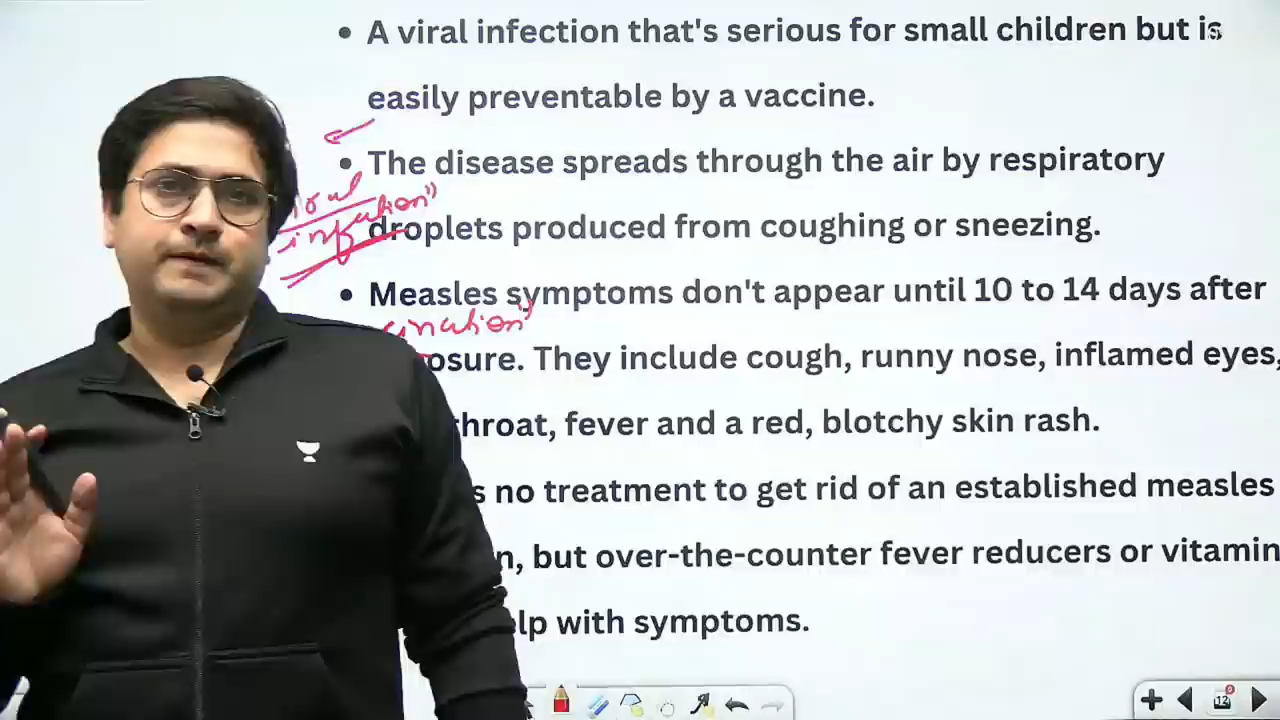 • A viral infection that's serious for small children but is
easily preventable by a vaccine.
• The disease spreads through the air by respiratory
infection"
droplets produced from coughing or sneezing.
• Measles symptoms don't appear until 10 to 14 days after
osure. They include cough, runny nose, inflamed eyes,
throat, fever and a red, blotchy skin rash.
s no treatment to get rid of an established measles
n, but over-the-counter fever reducers or vitamin
lp with symptoms.
12